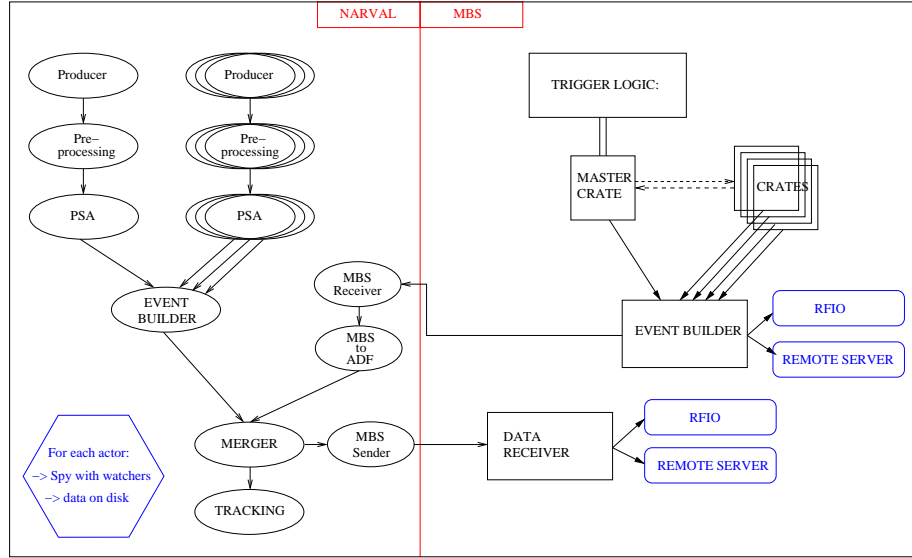 NARVAL
MBS
Producer
Producer
Pre−
processing
Pre−
processing
PSA
PSA
EVENT
BUILDER
MBS
Receiver
MBS
to
ADF
MERGER
MBS
Sender
TRACKING
For each actor:
−> Spy with watchers
−> data on disk
TRIGGER LOGIC:
MASTER
CRATE
CRATES
EVENT BUILDER
RFIO
REMOTE SERVER
DATA
RECEIVER
RFIO
REMOTE SERVER